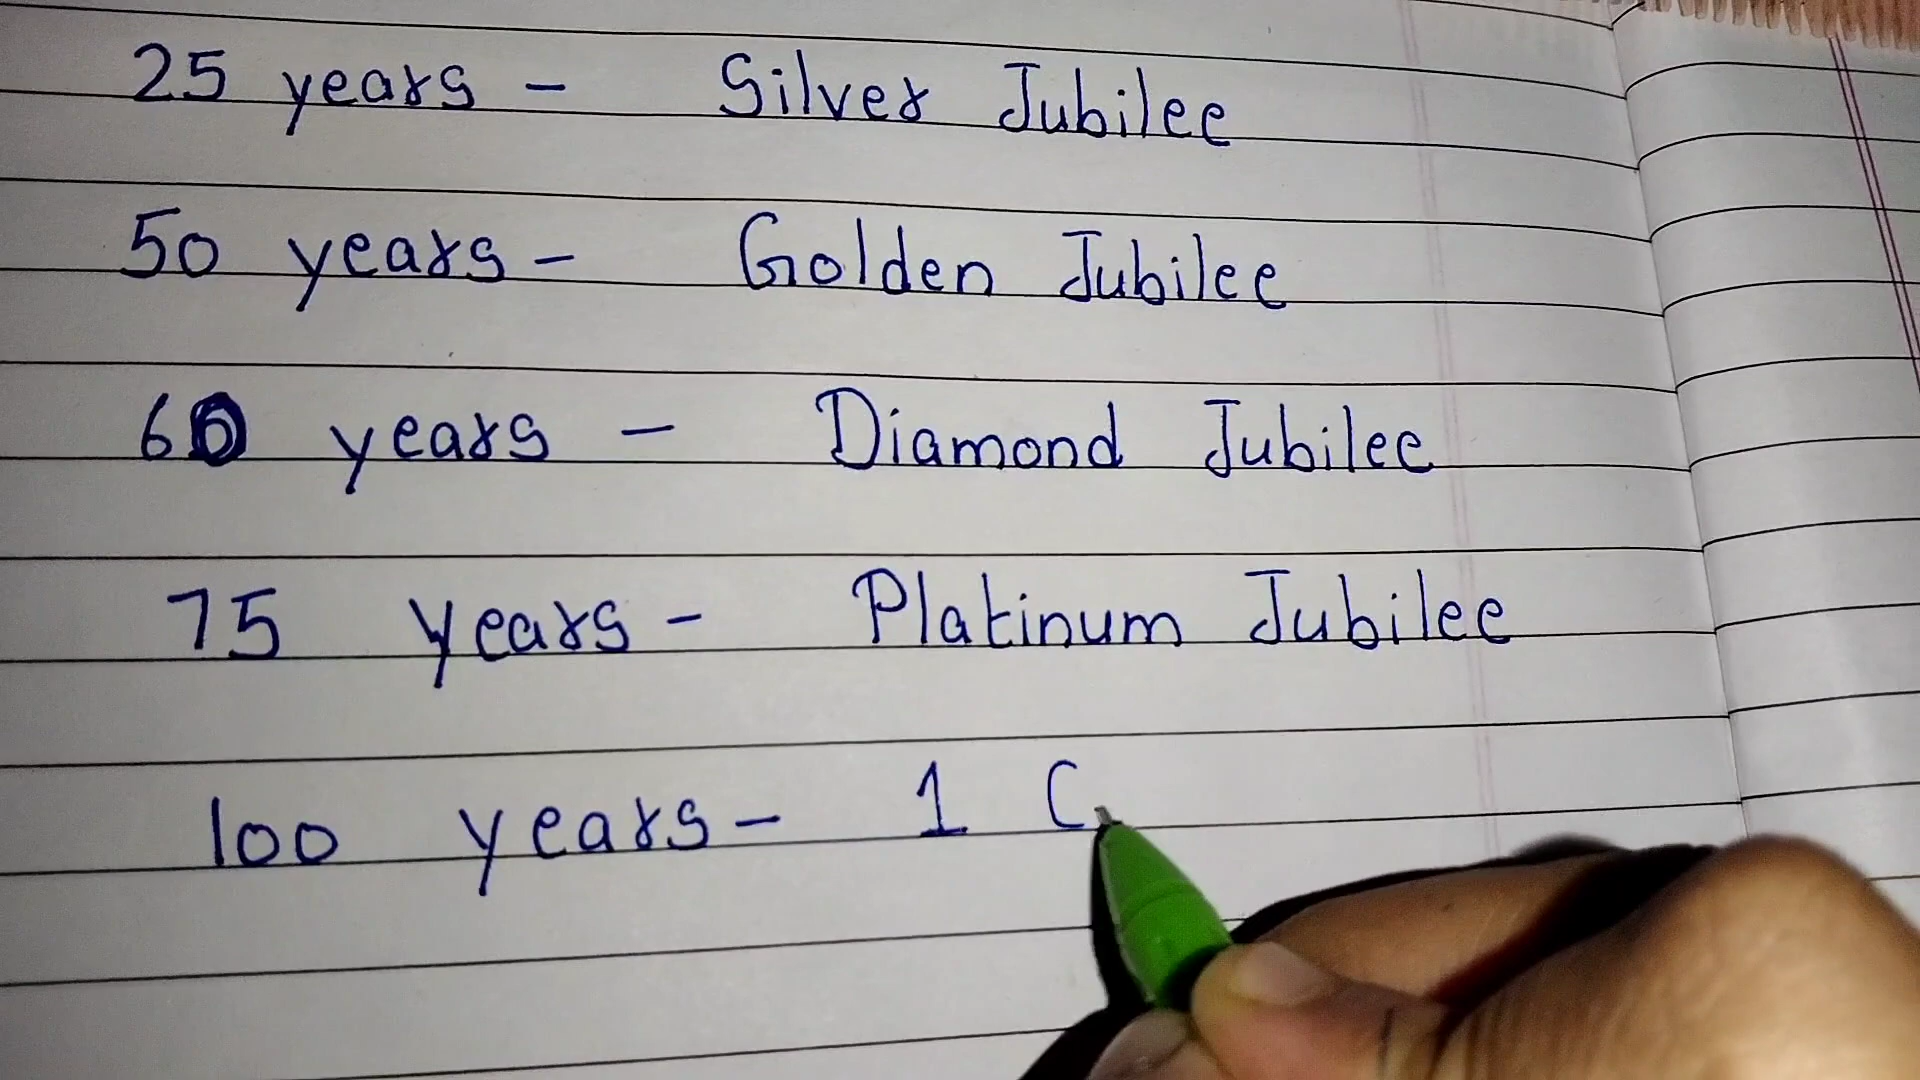 25 years - Silver Jubilee
50 years - Golden Jubilee
60 years - Diamond Jubilee
75 years - Platinum Jubilee
100 years - 1 C